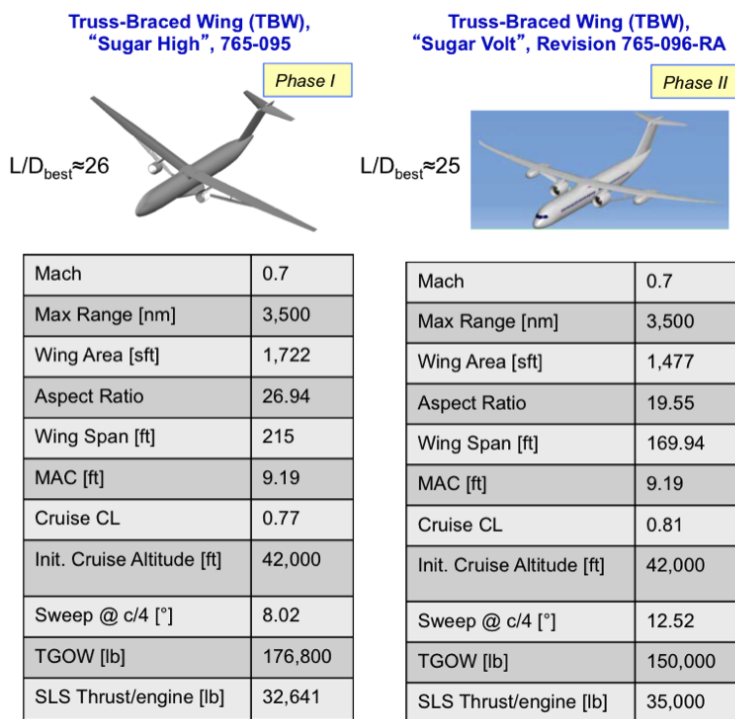 Truss-Braced Wing (TBW),
“Sugar High”, 765-095
Phase I
L/Dbest≈26
Mach 0.7
Max Range [nm] 3,500
Wing Area [sft] 1,722
Aspect Ratio 26.94
Wing Span [ft] 215
MAC [ft] 9.19
Cruise CL 0.77
Init. Cruise Altitude [ft] 42,000
Sweep @ c/4 [°] 8.02
TGOW [lb] 176,800
SLS Thrust/engine [lb] 32,641
Truss-Braced Wing (TBW),
“Sugar Volt”, Revision 765-096-RA
Phase II
L/Dbest≈25
Mach 0.7
Max Range [nm] 3,500
Wing Area [sft] 1,477
Aspect Ratio 19.55
Wing Span [ft] 169.94
MAC [ft] 9.19
Cruise CL 0.81
Init. Cruise Altitude [ft] 42,000
Sweep @ c/4 [°] 12.52
TGOW [lb] 150,000
SLS Thrust/engine [lb] 35,000